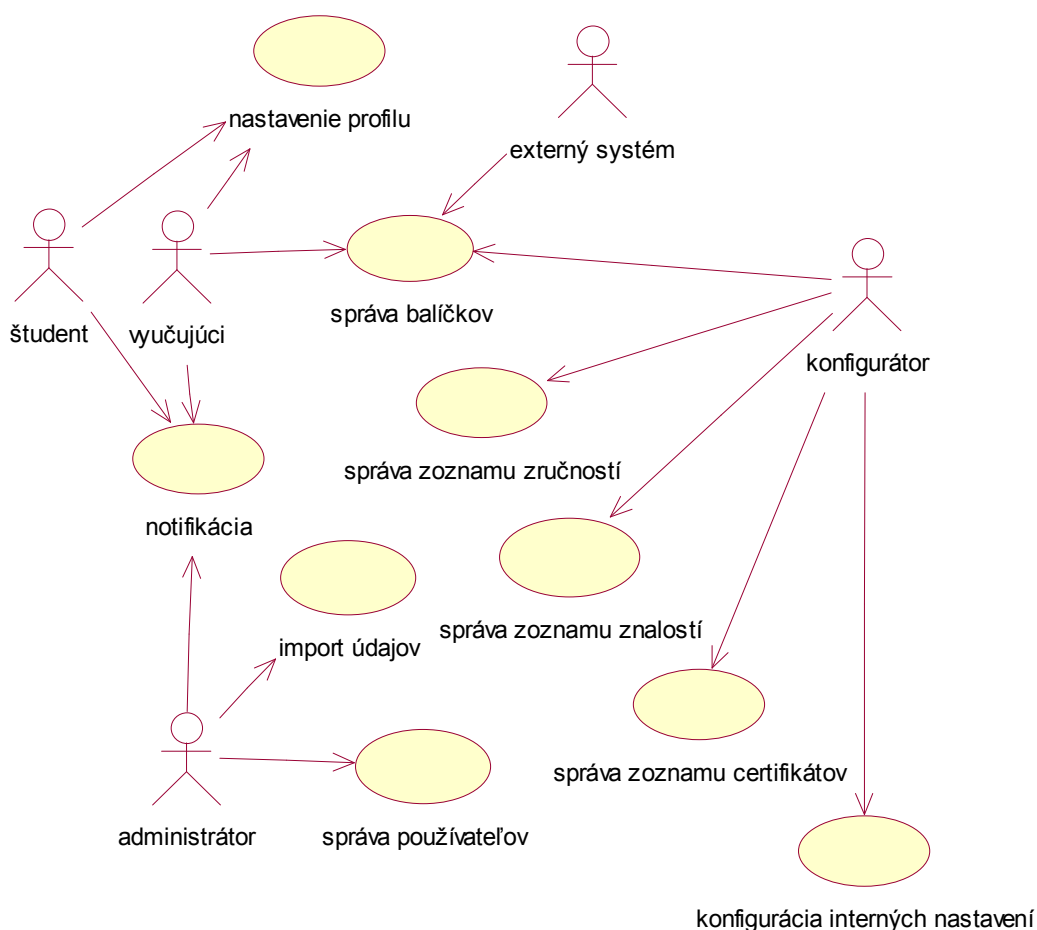 nastavenie profilu
externý systém
správa balíčkov
študent
vyučujúci
konfigurátor
správa zoznamu zručností
notifikácia
správa zoznamu znalostí
import údajov
správa zoznamu certifikátov
administrátor
správa používateľov
konfigurácia interných nastavení